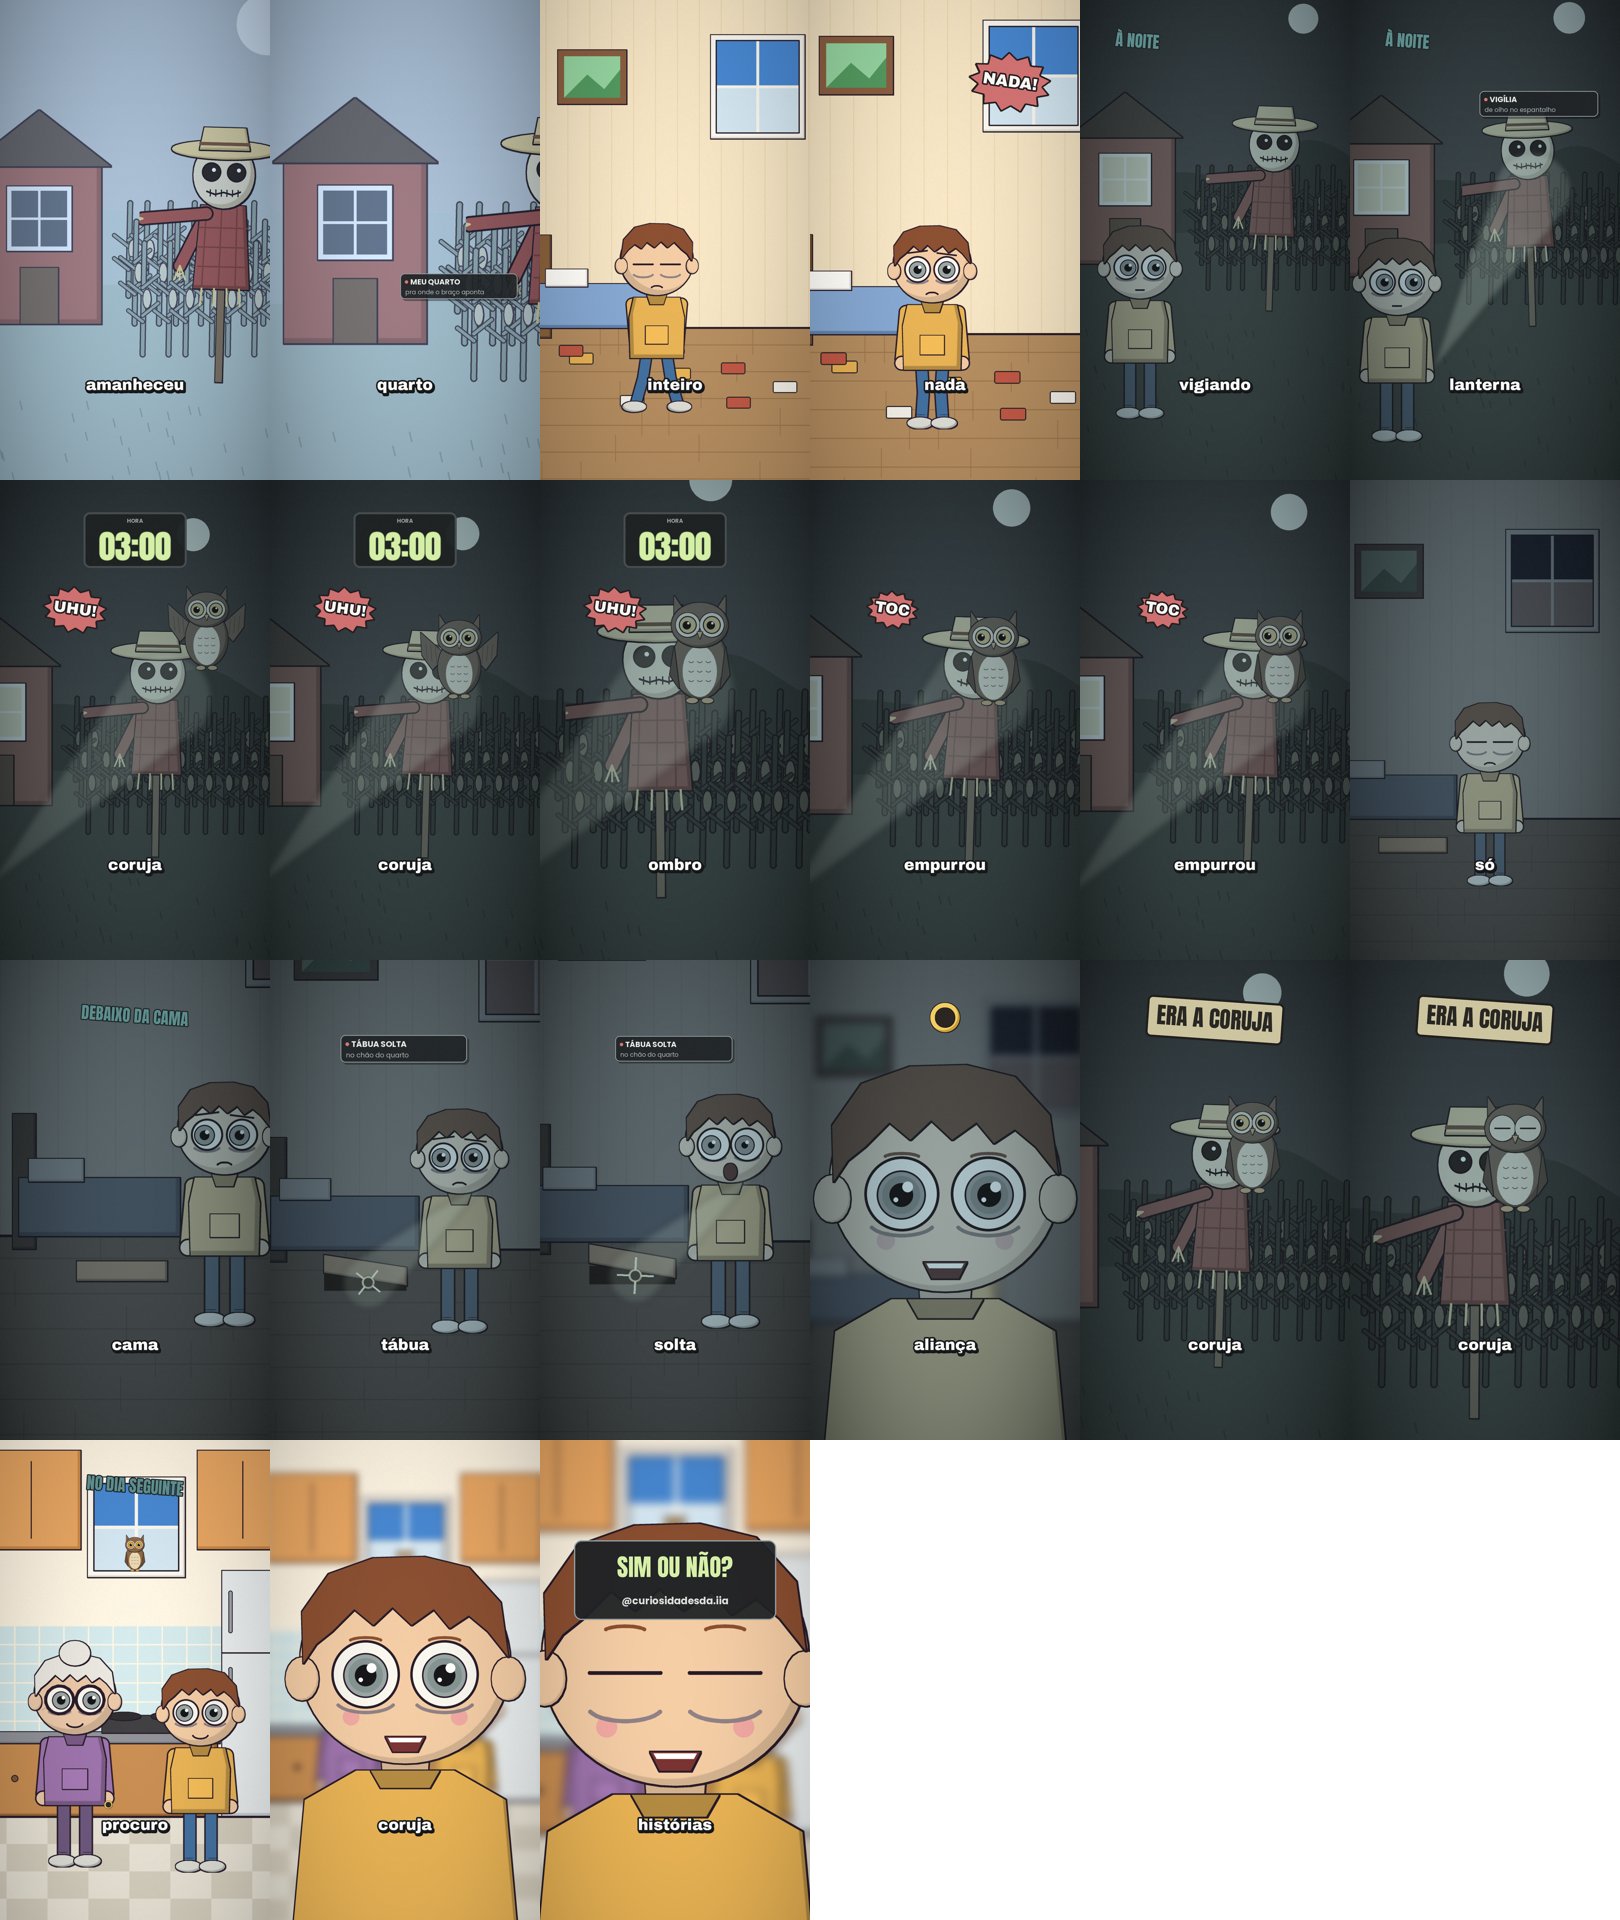 amanheceu
MEU QUARTO
pra onde o braço aponta
quarto
inteiro
NADA!
nada
À NOITE
vigiando
À NOITE
VIGÍLIA
de olho no espantalho
lanterna
HORA
03:00
UHU!
coruja
HORA
03:00
UHU!
coruja
HORA
03:00
UHU!
ombro
TOC
empurrou
TOC
empurrou
só
DEBAIXO DA CAMA
cama
TÁBUA SOLTA
no chão do quarto
tábua
TÁBUA SOLTA
no chão do quarto
solta
aliança
ERA A CORUJA
coruja
ERA A CORUJA
coruja
NO DIA SEGUINTE
procuro
coruja
SIM OU NÃO?
@curiosidadesda.iia
histórias